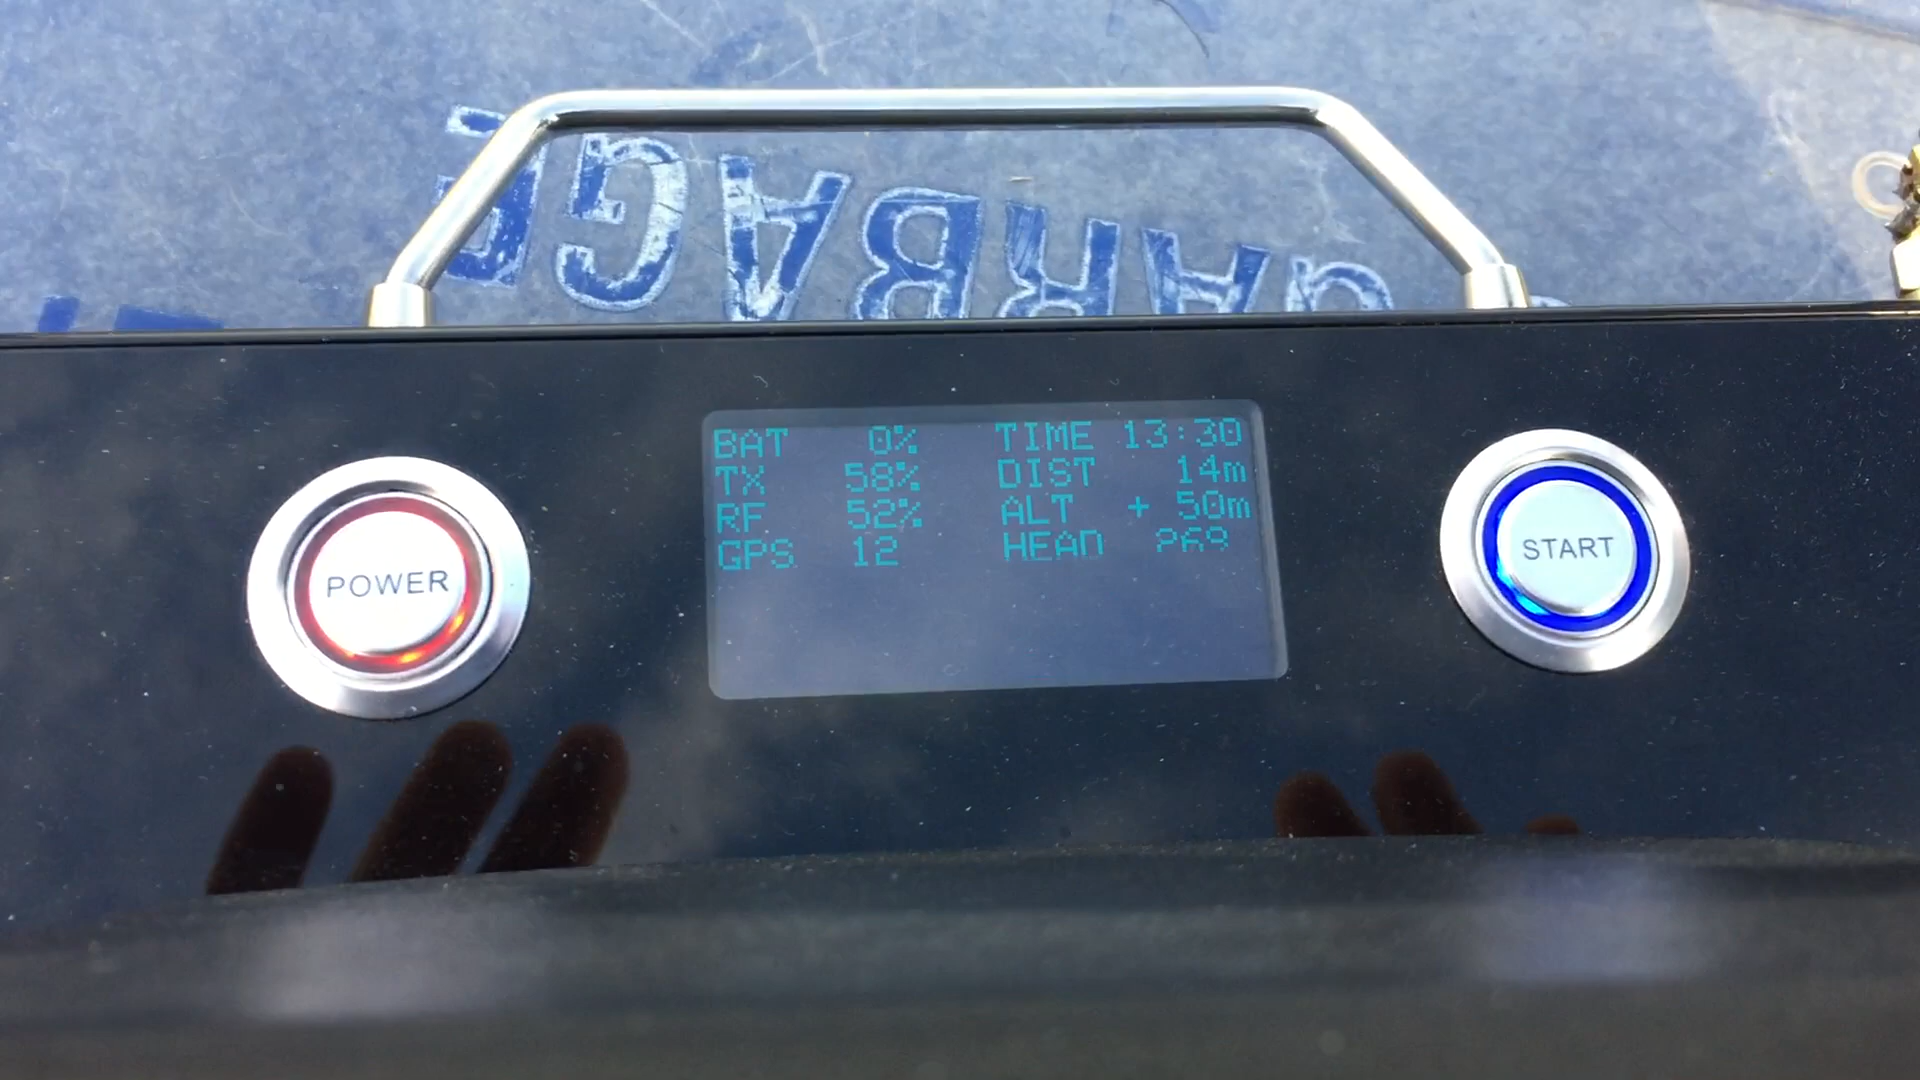 GARBAGE
BAT 0% TIME 13:30
TX 58% DIST 14m
RF 52% ALT + 50m
GPS 12 HEAD 269
POWER
START